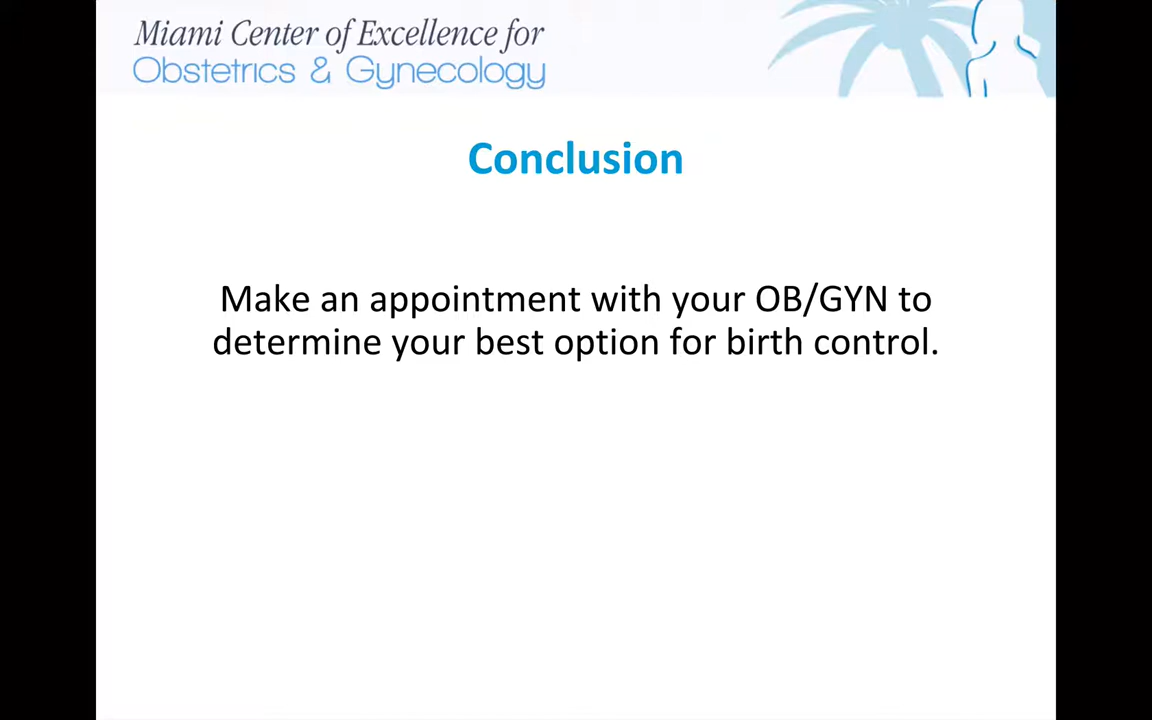 Miami Center of Excellence for
Obstetrics & Gynecology
Conclusion
Make an appointment with your OB/GYN to
determine your best option for birth control.